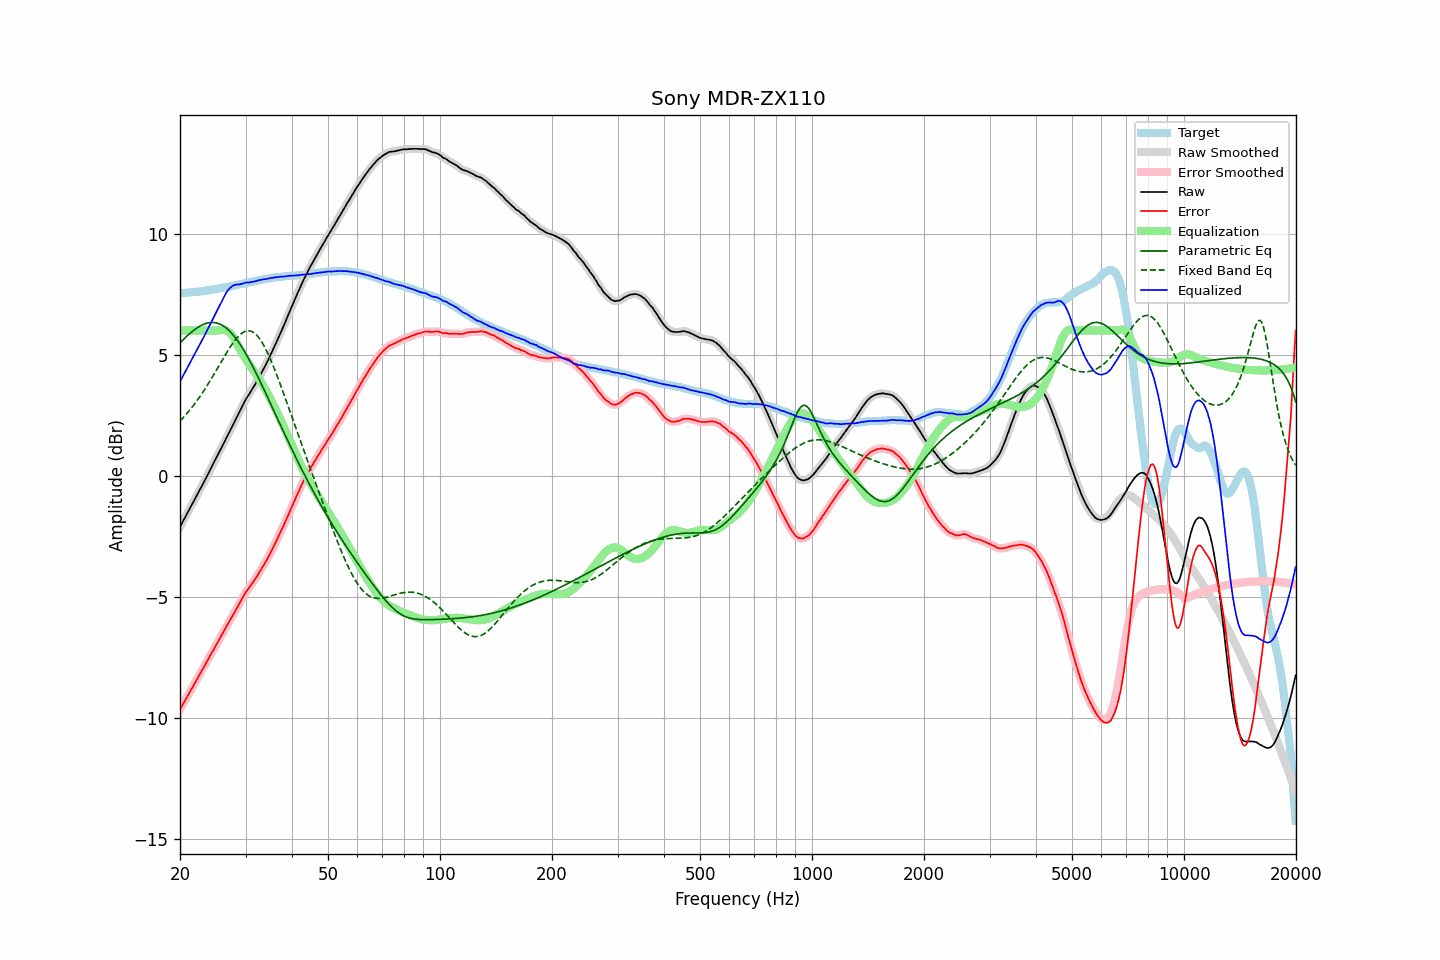 Sony MDR-ZX110
Target
Raw Smoothed
Error Smoothed
Raw
Error
Equalization
Parametric Eq
Fixed Band Eq
Equalized
Amplitude (dBr)
10
5
0
−5
−10
−15
20 50 100 200 500 1000 2000 5000 10000 20000
Frequency (Hz)